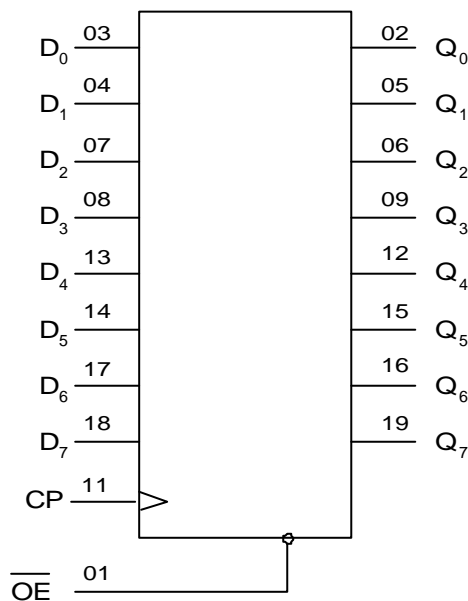 D₀ 03 02 Q₀
D₁ 04 05 Q₁
D₂ 07 06 Q₂
D₃ 08 09 Q₃
D₄ 13 12 Q₄
D₅ 14 15 Q₅
D₆ 17 16 Q₆
D₇ 18 19 Q₇
CP 11
O̅E̅ 01